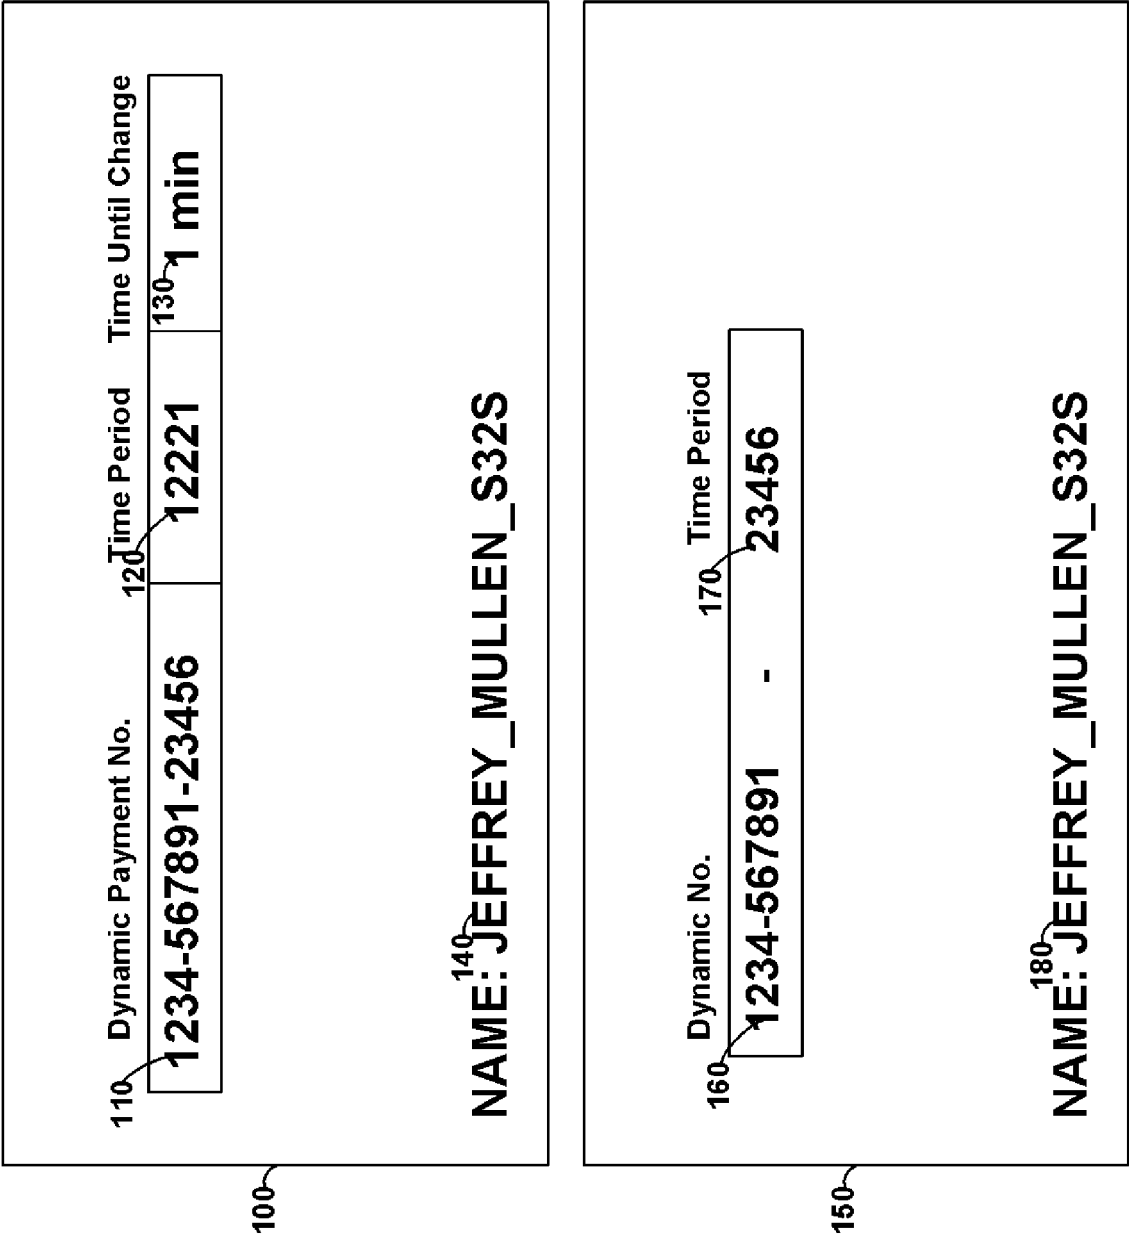 Dynamic Payment No. Time Period Time Until Change
110 120 130
1234-567891-23456 12221 1 min
140
NAME: JEFFREY_MULLEN_S32S
100
Dynamic No. Time Period
160 170
1234-567891 - 23456
180
NAME: JEFFREY_MULLEN_S32S
150